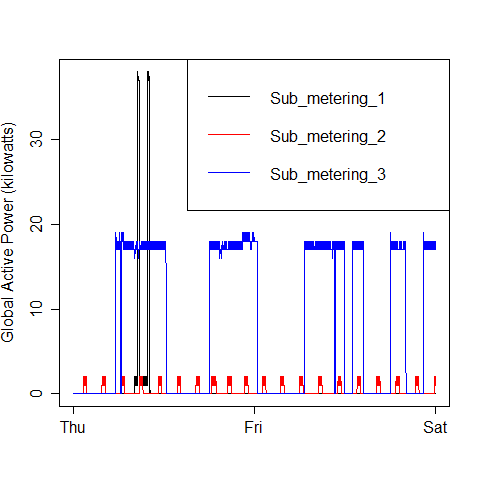 Sub_metering_1
Sub_metering_2
Sub_metering_3
Global Active Power (kilowatts)
30
20
10
0
Thu Fri Sat